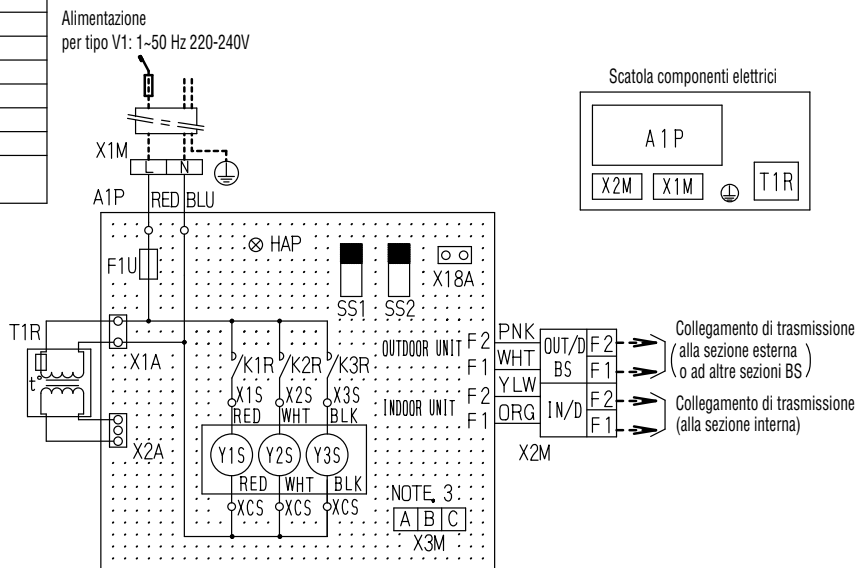 Alimentazione
per tipo V1: 1~50 Hz 220-240V
Scatola componenti elettrici
A1P
X2M X1M T1R
X1M
L N
A1P RED BLU
HAP
F1U
SS1 SS2 X18A
T1R
X1A
t°
X2A
K1R K2R K3R
X1S X2S X3S
RED WHT BLK
Y1S Y2S Y3S
RED WHT BLK
XCS XCS XCS
OUTDOOR UNIT F2 PNK OUT/D F2
F1 WHT BS F1
INDOOR UNIT F2 YLW IN/D F2
F1 ORG F1
X2M
Collegamento di trasmissione
(alla sezione esterna
o ad altre sezioni BS)
Collegamento di trasmissione
(alla sezione interna)
NOTE. 3
A B C
X3M